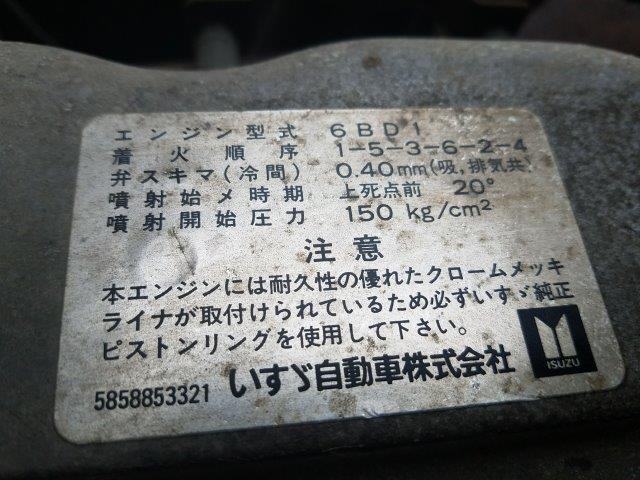 エンジン型式 6BD1
着火順序 1-5-3-6-2-4
弁スキマ(冷間) 0.40mm(吸,排気共)
噴射始メ時期 上死点前 20°
噴射開始圧力 150 kg/cm²
注意
本エンジンには耐久性の優れたクロームメッキ
ライナが取付けられているため必ずいすゞ純正
ピストンリングを使用して下さい。
5858853321 いすゞ自動車株式会社
ISUZU